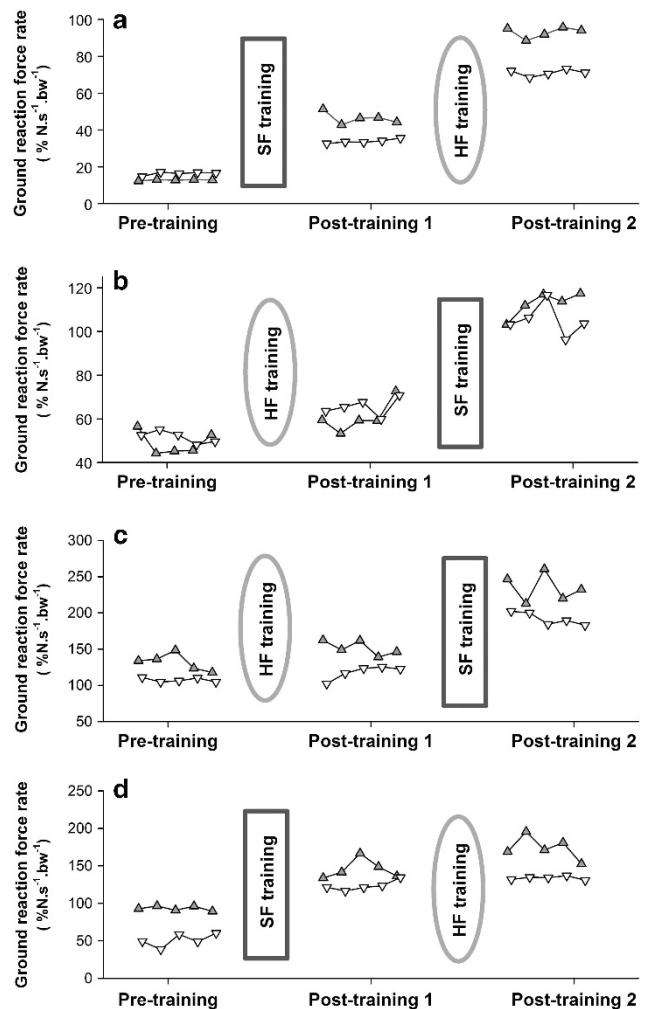 a
Ground reaction force rate
( % N.s⁻¹.bw⁻¹)
100
80
60
40
20
0
SF training
HF training
Pre-training
Post-training 1
Post-training 2
b
Ground reaction force rate
( % N.s⁻¹.bw⁻¹)
120
100
80
60
40
HF training
SF training
Pre-training
Post-training 1
Post-training 2
c
Ground reaction force rate
( %N.s⁻¹.bw⁻¹)
300
250
200
150
100
50
HF training
SF training
Pre-training
Post-training 1
Post-training 2
d
Ground reaction force rate
( %N.s⁻¹.bw⁻¹)
250
200
150
100
50
0
SF training
HF training
Pre-training
Post-training 1
Post-training 2